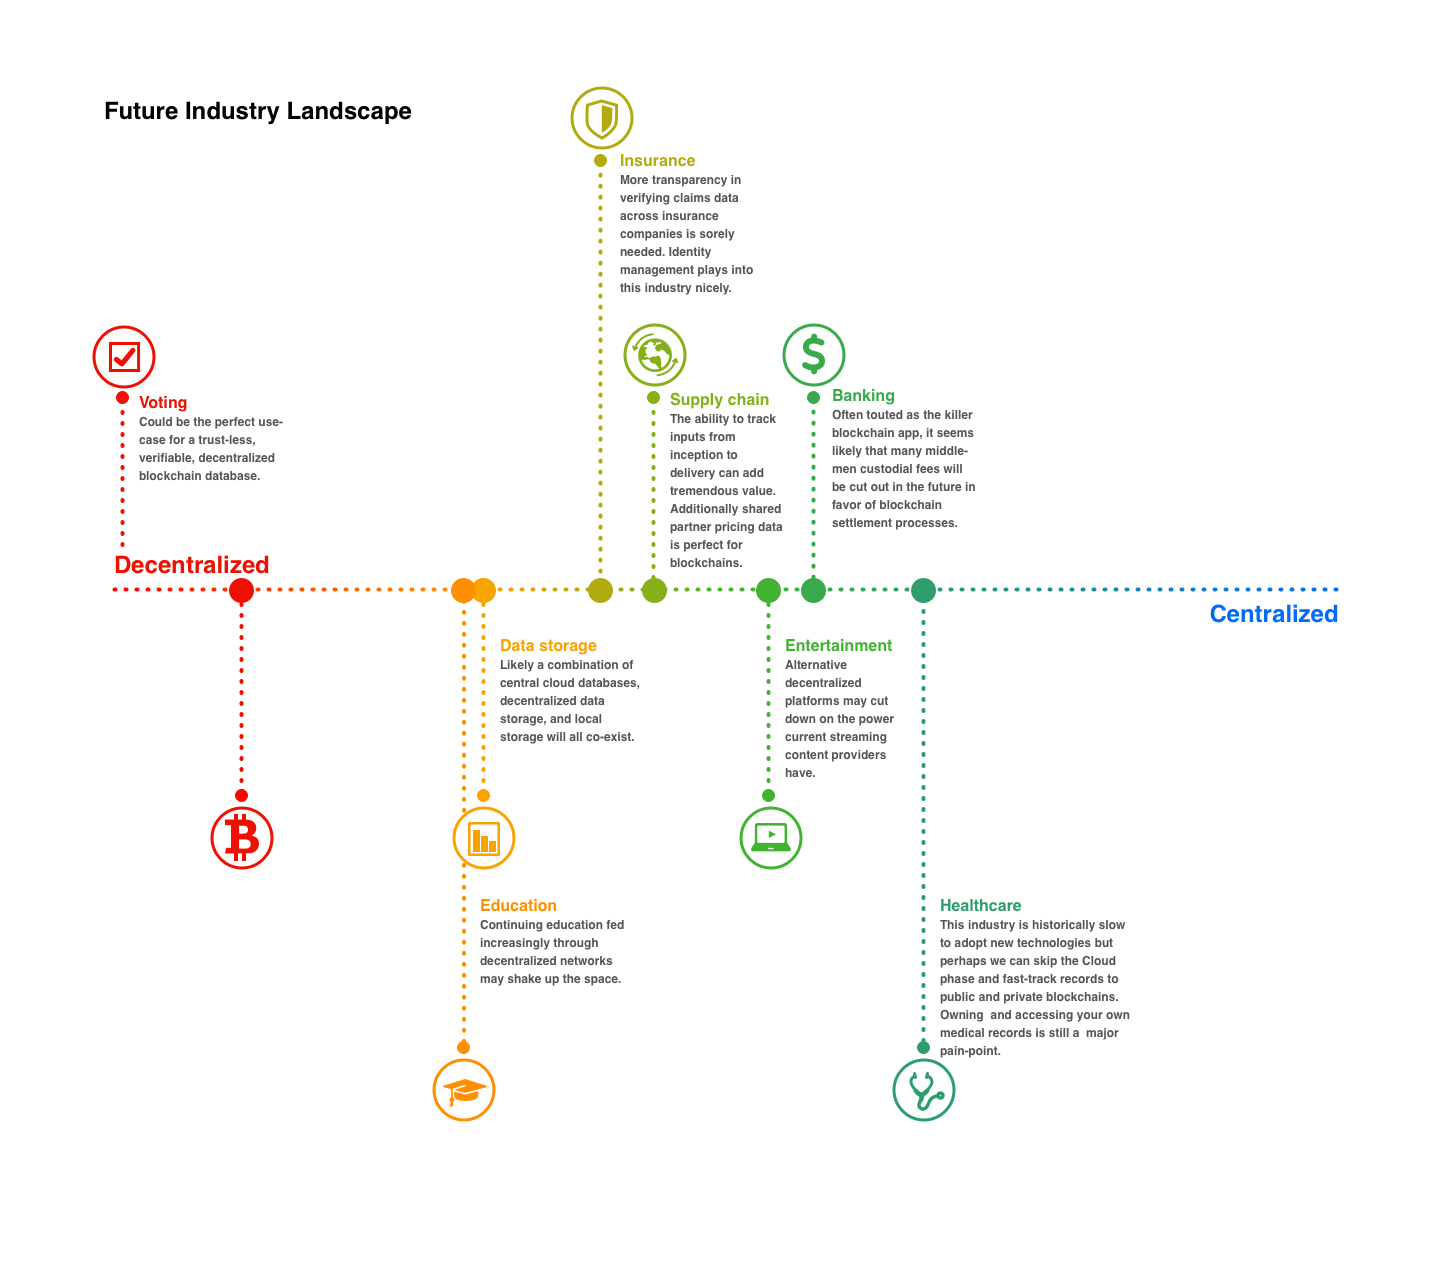 Future Industry Landscape
Insurance
More transparency in
verifying claims data
across insurance
companies is sorely
needed. Identity
management plays into
this industry nicely.
Voting
Could be the perfect use-
case for a trust-less,
verifiable, decentralized
blockchain database.
Supply chain
The ability to track
inputs from
inception to
delivery can add
tremendous value.
Additionally shared
partner pricing data
is perfect for
blockchains.
Banking
Often touted as the killer
blockchain app, it seems
likely that many middle-
men custodial fees will
be cut out in the future in
favor of blockchain
settlement processes.
Decentralized
Centralized
Data storage
Likely a combination of
central cloud databases,
decentralized data
storage, and local
storage will all co-exist.
Entertainment
Alternative
decentralized
platforms may cut
down on the power
current streaming
content providers
have.
Education
Continuing education fed
increasingly through
decentralized networks
may shake up the space.
Healthcare
This industry is historically slow
to adopt new technologies but
perhaps we can skip the Cloud
phase and fast-track records to
public and private blockchains.
Owning  and accessing your own
medical records is still a  major
pain-point.